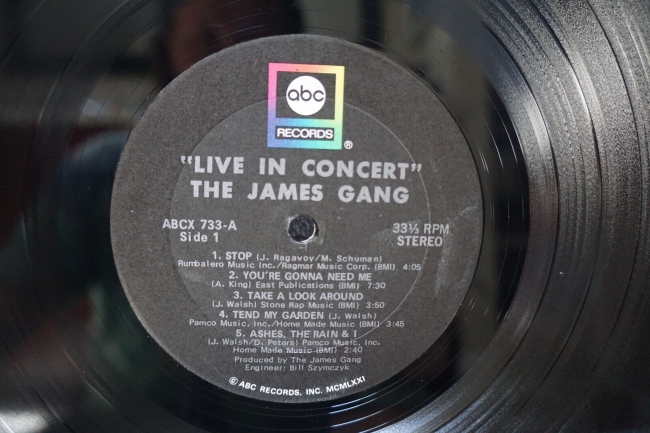 abc
RECORDS
®
"LIVE IN CONCERT"
THE JAMES GANG
ABCX 733-A
Side 1
33⅓ RPM
STEREO
1. STOP (J. Ragavoy/M. Schuman)
Rumbalero Music Inc./Ragmar Music Corp. (BMI) 4:05
2. YOU'RE GONNA NEED ME
(A. King) East Publications (BMI) 7:30
3. TAKE A LOOK AROUND
(J. Walsh) Stone Rap Music (BMI) 3:50
4. TEND MY GARDEN (J. Walsh)
Pamco Music, Inc./Home Made Music (BMI) 3:45
5. ASHES, THE RAIN & I
(J. Walsh/D. Peters) Pamco Music, Inc.
Home Made Music (BMI) 2:40
Produced by The James Gang
Engineer: Bill Szymczyk
© ABC RECORDS, INC. MCMLXXI